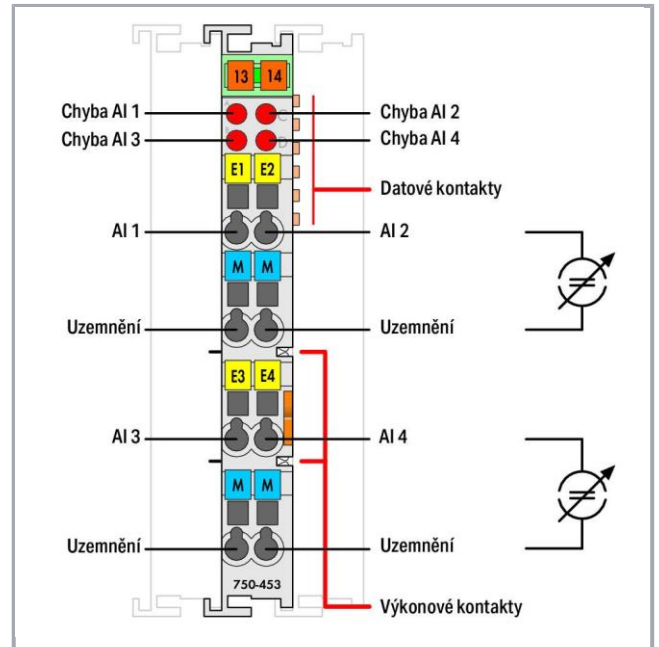 13 14
Chyba AI 1
A C
Chyba AI 2
Chyba AI 3
D
Chyba AI 4
E1 E2
Datové kontakty
AI 1
AI 2
M M
Uzemnění
Uzemnění
E3 E4
AI 3
AI 4
M M
Uzemnění
Uzemnění
750-453
Výkonové kontakty